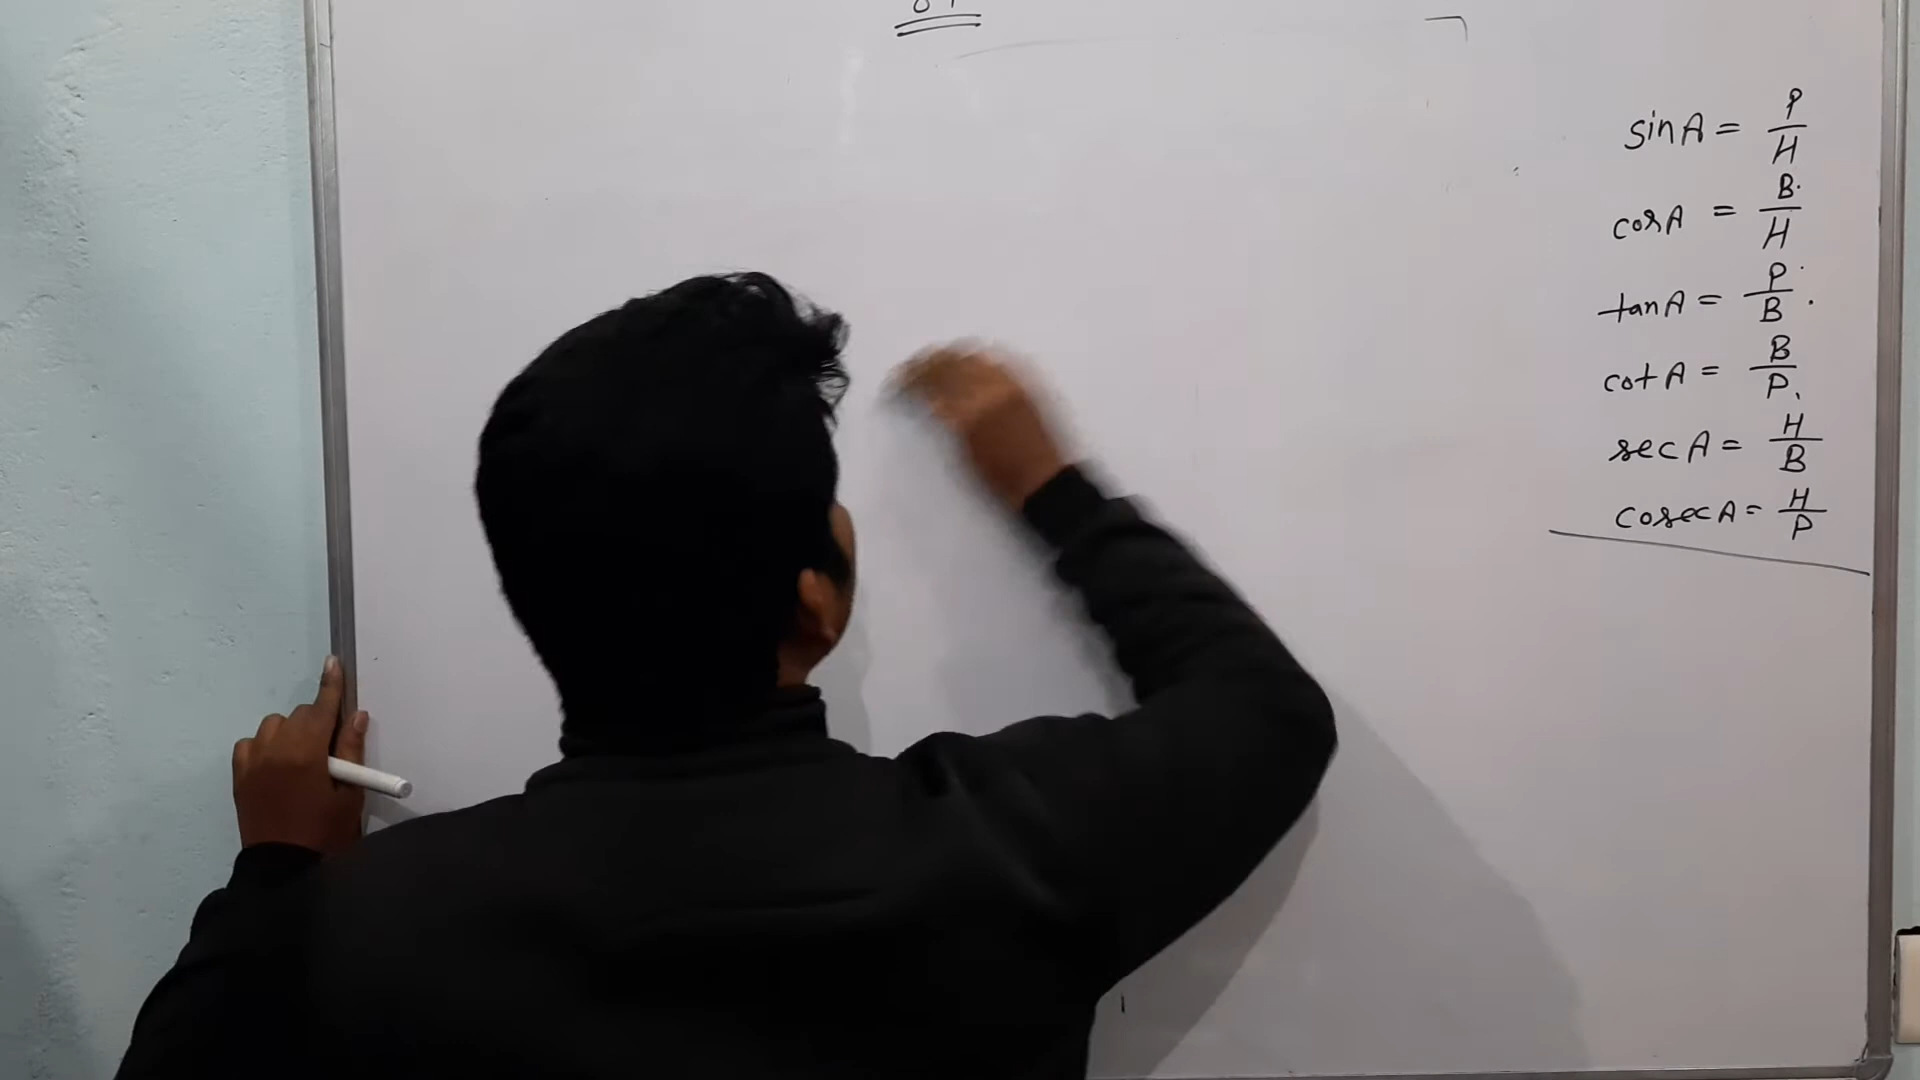 sinA = P/H
cosA = B/H
tanA = P/B
cotA = B/P
secA = H/B
cosecA = H/P